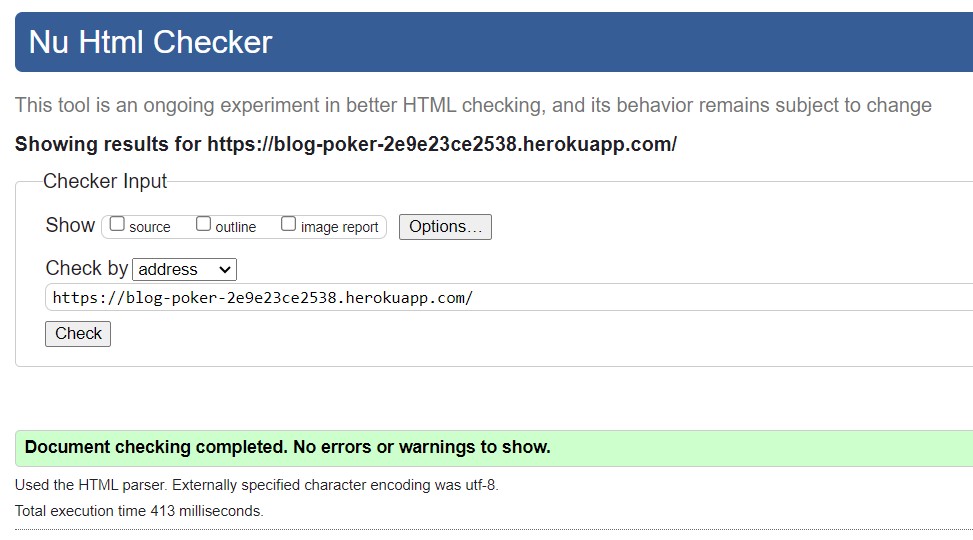 Nu Html Checker
This tool is an ongoing experiment in better HTML checking, and its behavior remains subject to change
Showing results for https://blog-poker-2e9e23ce2538.herokuapp.com/
Checker Input
Show source outline image report Options...
Check by address
https://blog-poker-2e9e23ce2538.herokuapp.com/
Check
Document checking completed. No errors or warnings to show.
Used the HTML parser. Externally specified character encoding was utf-8.
Total execution time 413 milliseconds.